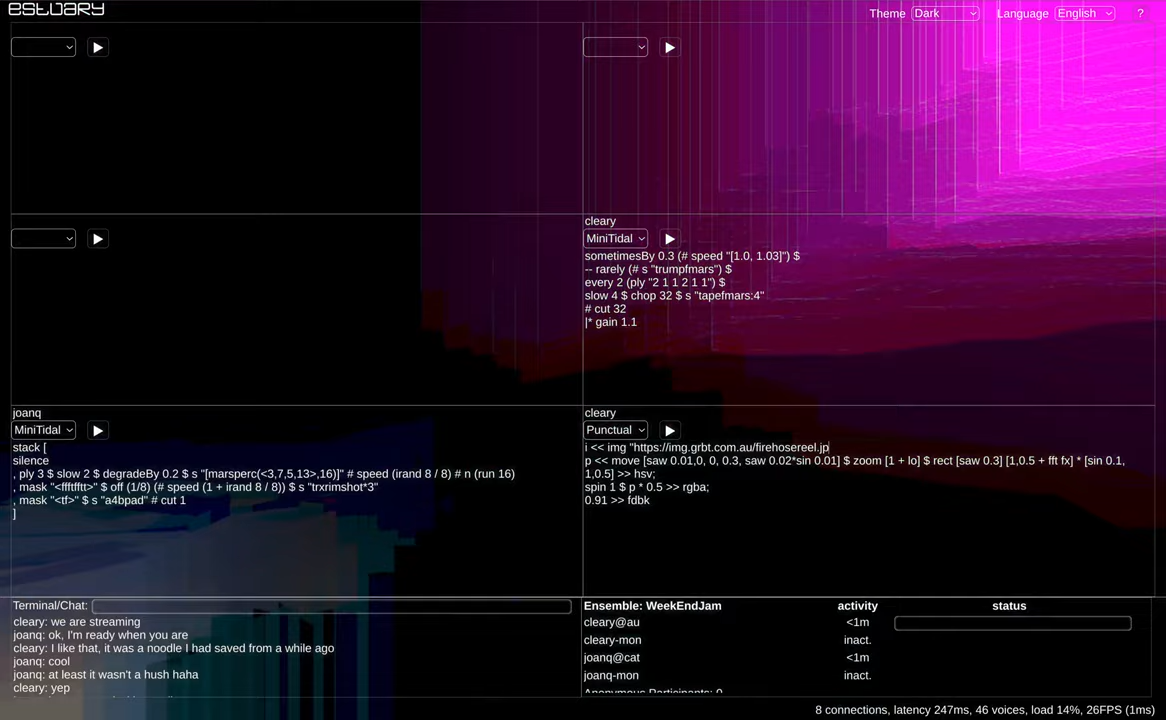 estuary
Theme Dark Language English ?
cleary
MiniTidal
sometimesBy 0.3 (# speed "[1.0, 1.03]") $
-- rarely (# s "trumpfmars") $
every 2 (ply "2 1 1 2 1 1") $
slow 4 $ chop 32 $ s "tapefmars:4"
# cut 32
|* gain 1.1
joanq
MiniTidal
stack [
silence
, ply 3 $ slow 2 $ degradeBy 0.2 $ s "[marsperc(<3,7,5,13>,16)]" # speed (irand 8 / 8) # n (run 16)
, mask "<ffftfftt>" $ off (1/8) (# speed (1 + irand 8 / 8)) $ s "trxrimshot*3"
, mask "<tf>" $ s "a4bpad" # cut 1
]
cleary
Punctual
i << img "https://img.grbt.com.au/firehosereel.jp
p << move [saw 0.01,0, 0, 0.3, saw 0.02*sin 0.01] $ zoom [1 + lo] $ rect [saw 0.3] [1,0.5 + fft fx] * [sin 0.1,
1,0.5] >> hsv;
spin 1 $ p * 0.5 >> rgba;
0.91 >> fdbk
Terminal/Chat:
cleary: we are streaming
joanq: ok, I'm ready when you are
cleary: I like that, it was a noodle I had saved from a while ago
joanq: cool
joanq: at least it wasn't a hush haha
cleary: yep
Ensemble: WeekEndJam activity status
cleary@au <1m
cleary-mon inact.
joanq@cat <1m
joanq-mon inact.
Anonymous Participants: 0
8 connections, latency 247ms, 46 voices, load 14%, 26FPS (1ms)